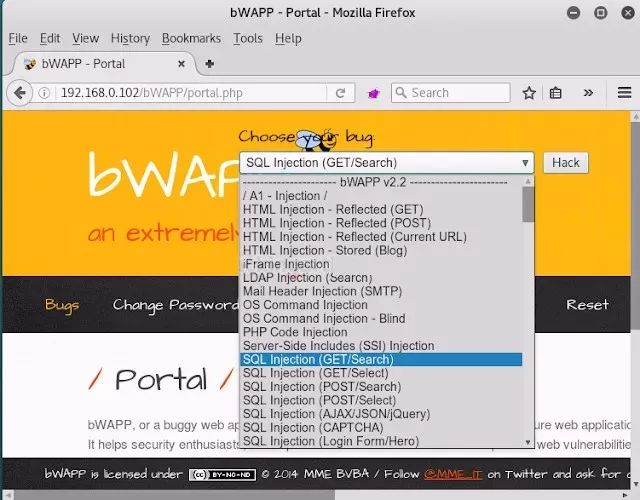 bWAPP - Portal - Mozilla Firefox
File Edit View History Bookmarks Tools Help
bWAPP - Portal
192.168.0.102/bWAPP/portal.php
Search
Choose your bug:
SQL Injection (GET/Search)
Hack
bWAP
an extremely
---------------------- bWAPP v2.2 -----------------------
/ A1 - Injection /
HTML Injection - Reflected (GET)
HTML Injection - Reflected (POST)
HTML Injection - Reflected (Current URL)
HTML Injection - Stored (Blog)
iFrame Injection
LDAP Injection (Search)
Mail Header Injection (SMTP)
OS Command Injection
OS Command Injection - Blind
PHP Code Injection
Server-Side Includes (SSI) Injection
SQL Injection (GET/Search)
SQL Injection (GET/Select)
SQL Injection (POST/Search)
SQL Injection (POST/Select)
SQL Injection (AJAX/JSON/jQuery)
SQL Injection (CAPTCHA)
SQL Injection (Login Form/Hero)
Bugs Change Password Reset
/ Portal /
bWAPP, or a buggy web ap ure web applicatio
It helps security enthusiasts web vulnerabilitie
bWAPP is licensed under CC BY-NC-ND © 2014 MME BVBA / Follow @MME_IT on Twitter and ask for